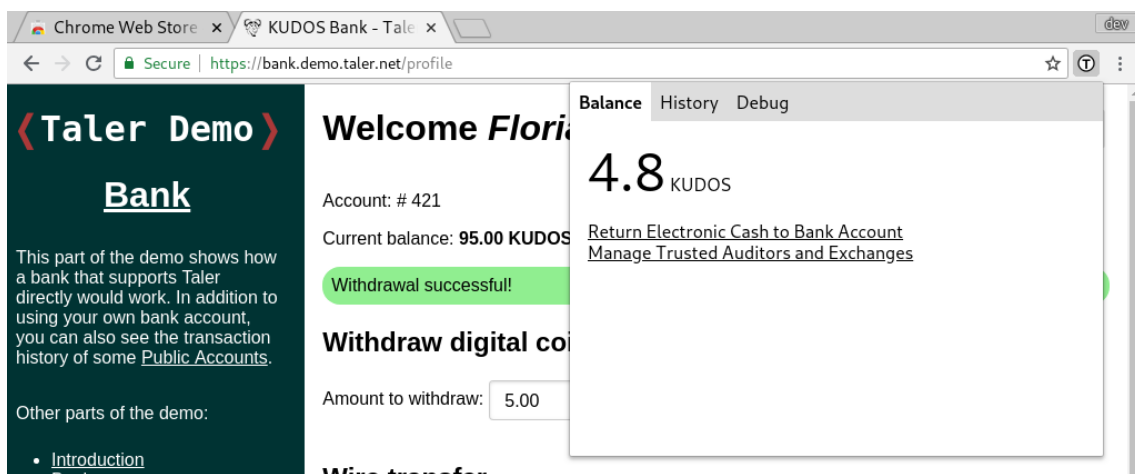 Chrome Web Store
KUDOS Bank - Tale
dev
Secure
https://bank.demo.taler.net/profile
❬Taler Demo❭
Bank
This part of the demo shows how
a bank that supports Taler
directly would work. In addition to
using your own bank account,
you can also see the transaction
history of some Public Accounts.
Other parts of the demo:
• Introduction
Welcome
Account: # 421
Current balance: 95.00 KUDOS
Withdrawal successful!
Withdraw digital coi
Amount to withdraw: 5.00
Wire transfer
Balance History Debug
4.8 KUDOS
Return Electronic Cash to Bank Account
Manage Trusted Auditors and Exchanges